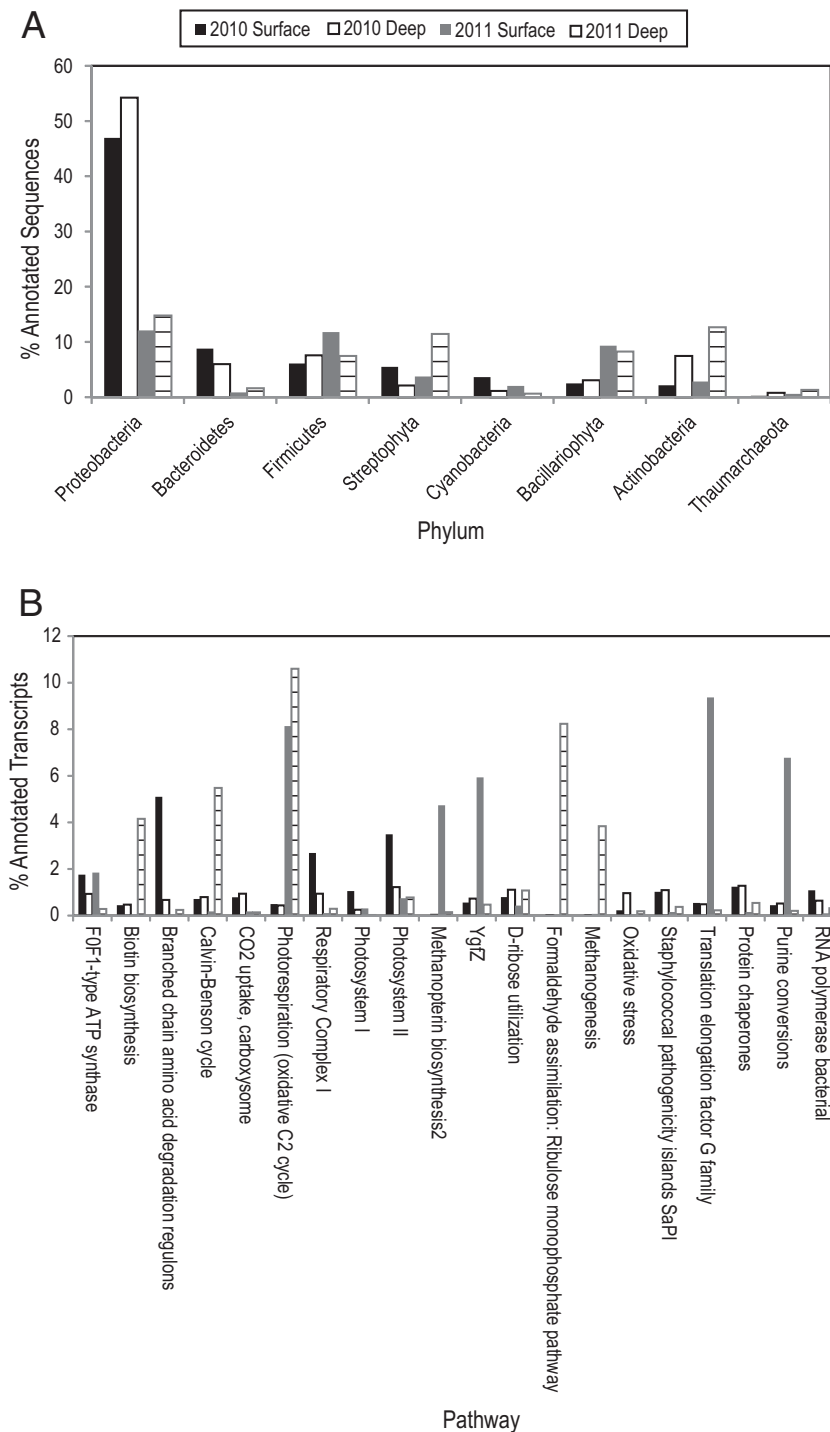 A
2010 Surface 2010 Deep 2011 Surface 2011 Deep
60
50
40
30
20
10
0
% Annotated Sequences
Proteobacteria
Bacteroidetes
Firmicutes
Streptophyta
Cyanobacteria
Bacillariophyta
Actinobacteria
Thaumarchaeota
Phylum
B
12
10
8
6
4
2
0
% Annotated Transcripts
F0F1-type ATP synthase
Biotin biosynthesis
Branched chain amino acid degradation regulons
Calvin-Benson cycle
CO2 uptake, carboxysome
Photorespiration (oxidative C2 cycle)
Respiratory Complex I
Photosystem I
Photosystem II
Methanopterin biosynthesis2
YgfZ
D-ribose utilization
Formaldehyde assimilation: Ribulose monophosphate pathway
Methanogenesis
Oxidative stress
Staphylococcal pathogenicity islands SaPI
Translation elongation factor G family
Protein chaperones
Purine conversions
RNA polymerase bacterial
Pathway